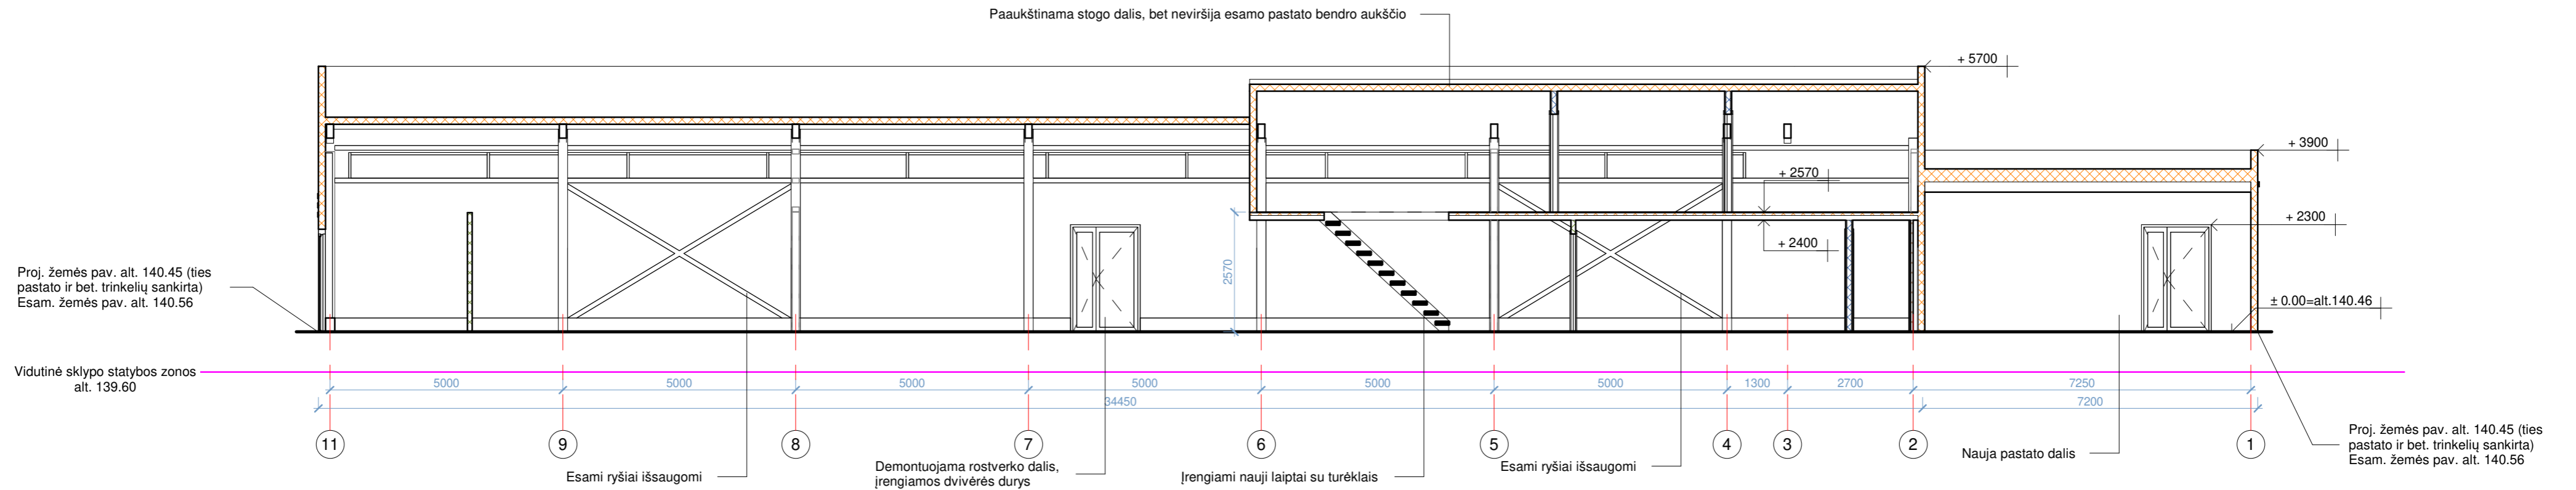 Paaukštinama stogo dalis, bet neviršija esamo pastato bendro aukščio
+ 5700
+ 3900
+ 2570
+ 2300
+ 2400
2570
Proj. žemės pav. alt. 140.45 (ties
pastato ir bet. trinkelių sankirta)
Esam. žemės pav. alt. 140.56
± 0.00=alt.140.46
Vidutinė sklypo statybos zonos
alt. 139.60
5000 5000 5000 5000 5000 5000 1300 2700 7250
34450 7200
11 9 8 7 6 5 4 3 2 1
Esami ryšiai išsaugomi
Demontuojama rostverko dalis,
įrengiamos dvivėrės durys
Įrengiami nauji laiptai su turėklais
Esami ryšiai išsaugomi
Nauja pastato dalis
Proj. žemės pav. alt. 140.45 (ties
pastato ir bet. trinkelių sankirta)
Esam. žemės pav. alt. 140.56